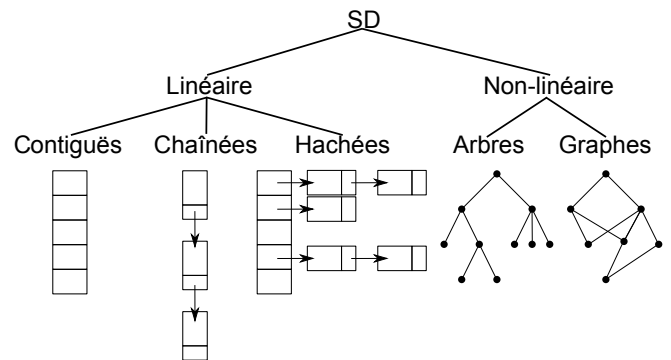 SD
Linéaire
Non-linéaire
Contiguës
Chaînées
Hachées
Arbres
Graphes